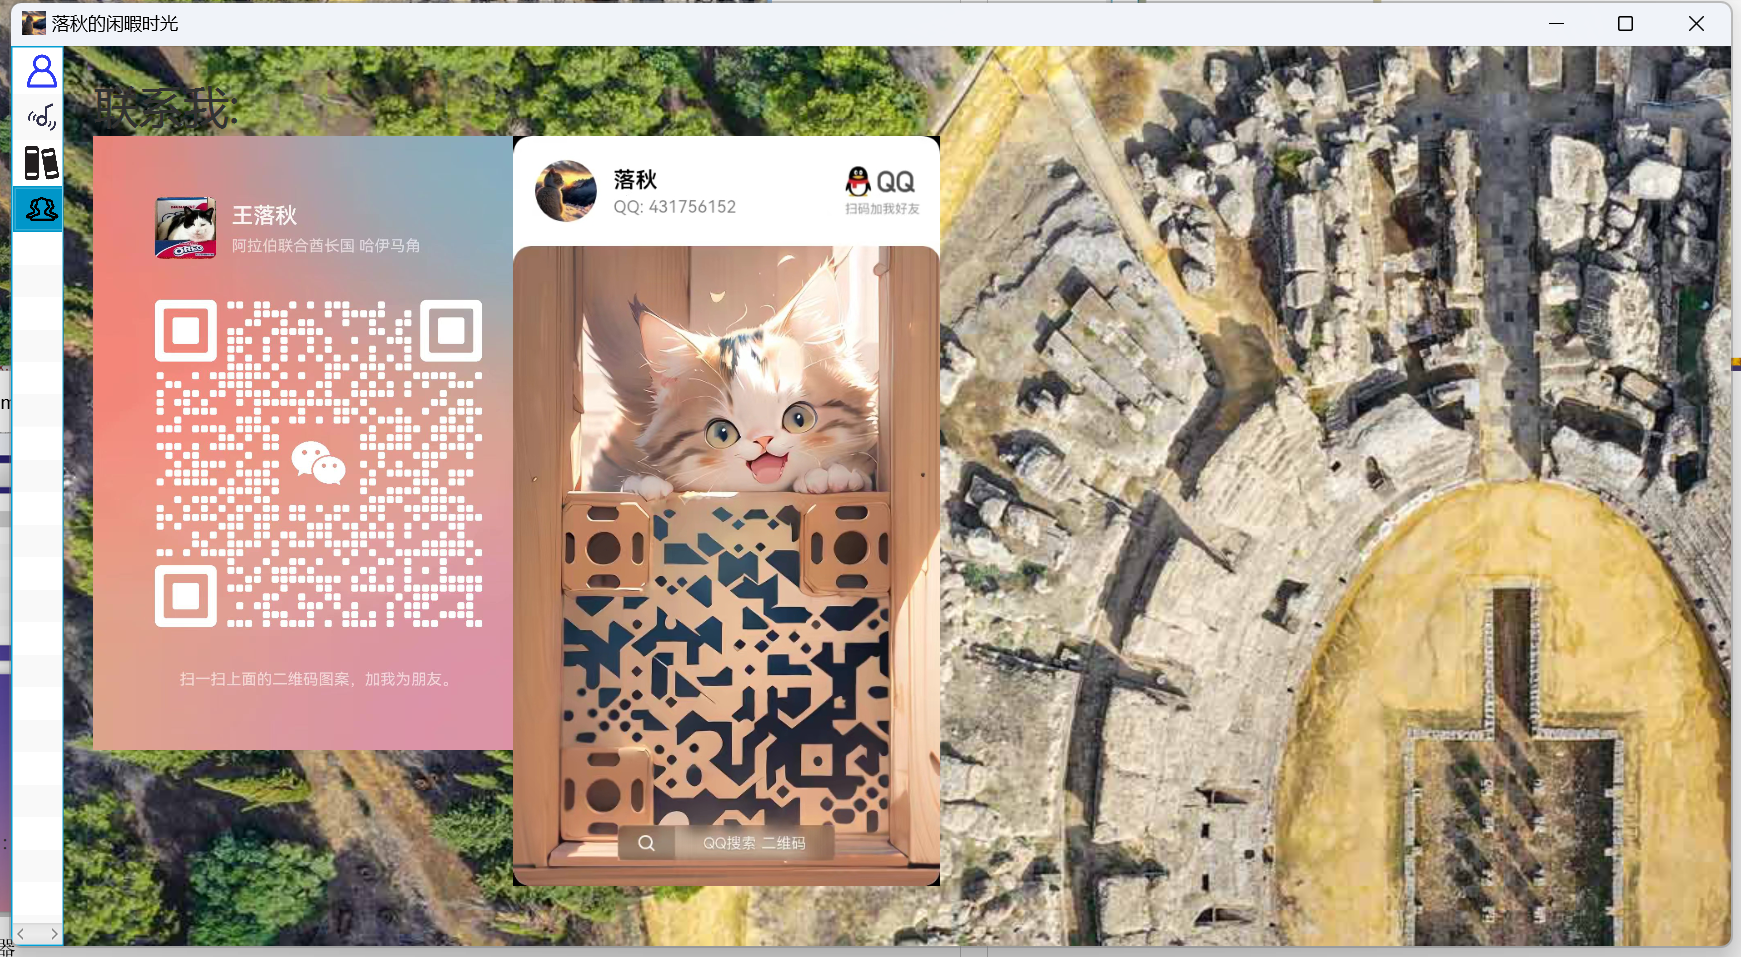 落秋的闲暇时光
联系我:
王落秋
阿拉伯联合酋长国 哈伊马角
扫一扫上面的二维码图案，加我为朋友。
落秋
QQ: 431756152
QQ
扫码加我好友
QQ搜索 二维码
OREO
m
:
器